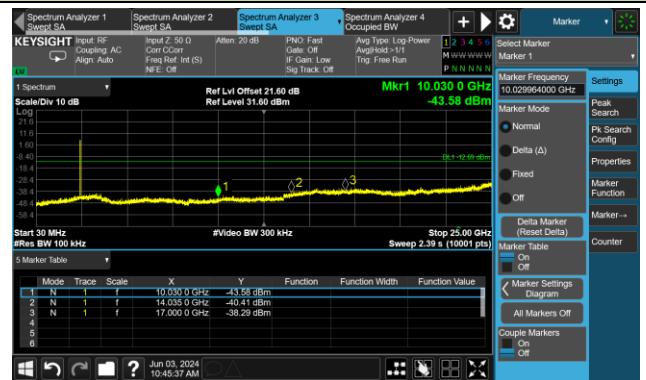 Spectrum Analyzer 1
Swept SA
Spectrum Analyzer 2
Swept SA
Spectrum Analyzer 3
Swept SA
Spectrum Analyzer 4
Occupied BW
Marker
KEYSIGHT
Input: RF
Coupling: AC
Align: Auto
Input Z: 50 Ω
Corr CCorr
Freq Ref: Int (S)
NFE: Off
Atten: 20 dB
PNO: Fast
Gate: Off
IF Gain: Low
Sig Track: Off
Avg Type: Log-Power
Avg|Hold:>1/1
Trig: Free Run
1 2 3 4 5 6
M W W W W W
P N N N N N
LV
Select Marker
Marker 1
1 Spectrum
Scale/Div 10 dB
Log
Ref Lvl Offset 21.60 dB
Ref Level 31.60 dBm
Mkr1 10.030 0 GHz
-43.58 dBm
21.6
11.6
1.60
-8.40
-18.4
-28.4
-38.4
-48.4
-58.4
DL1 -12.69 dBm
1
2
3
Start 30 MHz
#Res BW 100 kHz
#Video BW 300 kHz
Stop 25.00 GHz
Sweep 2.39 s (10001 pts)
5 Marker Table
Mode Trace Scale X Y Function Function Width Function Value
1 N 1 f 10.030 0 GHz -43.58 dBm
2 N 1 f 14.035 0 GHz -40.41 dBm
3 N 1 f 17.000 0 GHz -38.29 dBm
4
5
6
Marker Frequency
10.029964000 GHz
Marker Mode
Normal
Delta (Δ)
Fixed
Off
Delta Marker
(Reset Delta)
Marker Table
On
Off
Marker Settings
Diagram
All Markers Off
Couple Markers
On
Off
Settings
Peak
Search
Pk Search
Config
Properties
Marker
Function
Marker→
Counter
?
Jun 03, 2024
10:45:37 AM